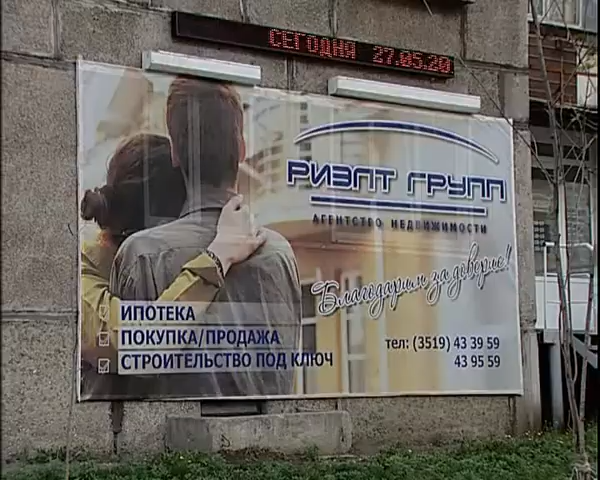 СЕГОДНЯ 27.05.20
РИЭЛТ ГРУПП
АГЕНТСТВО НЕДВИЖИМОСТИ
Благодарим за доверие!
ИПОТЕКА
ПОКУПКА/ПРОДАЖА
СТРОИТЕЛЬСТВО ПОД КЛЮЧ
тел: (3519) 43 39 59
43 95 59